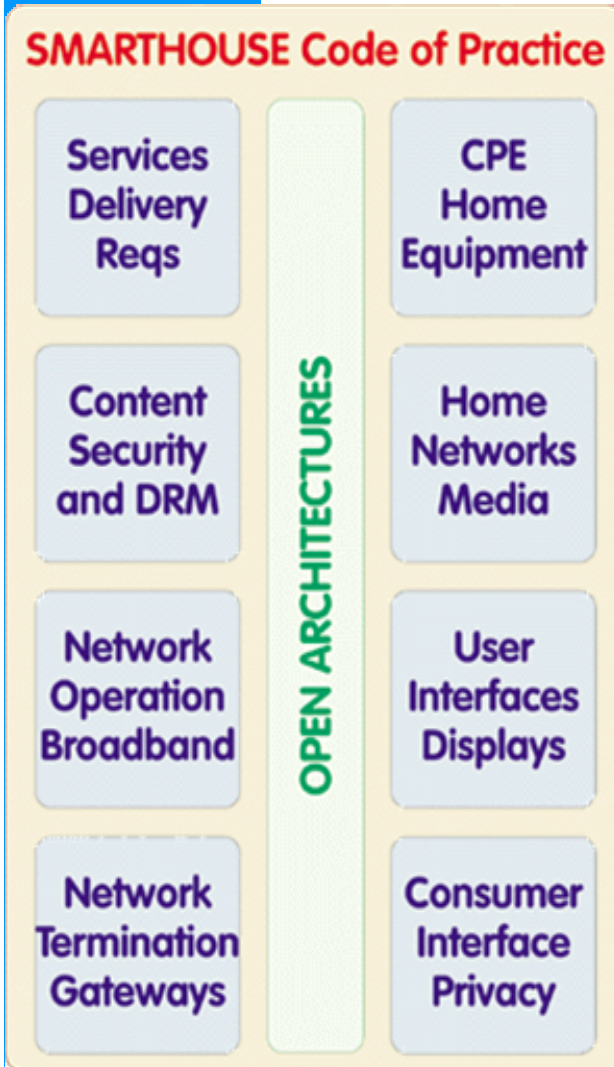 SMARTHOUSE Code of Practice
Services
Delivery
Reqs
Content
Security
and DRM
Network
Operation
Broadband
Network
Termination
Gateways
OPEN ARCHITECTURES
CPE
Home
Equipment
Home
Networks
Media
User
Interfaces
Displays
Consumer
Interface
Privacy